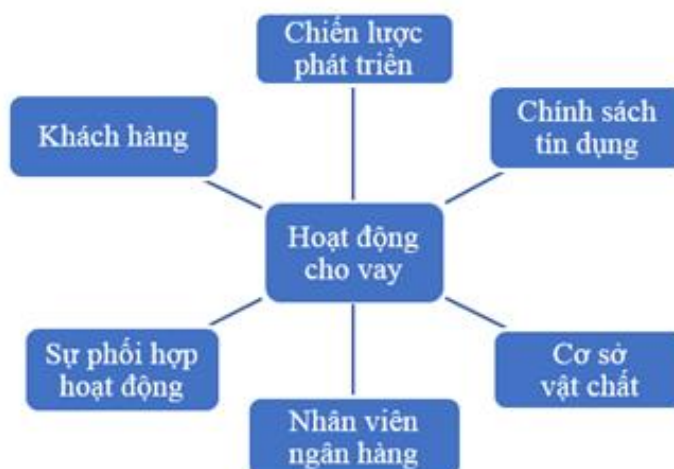 Chiến lược
phát triển
Khách hàng
Chính sách
tín dụng
Hoạt động
cho vay
Sự phối hợp
hoạt động
Cơ sở
vật chất
Nhân viên
ngân hàng